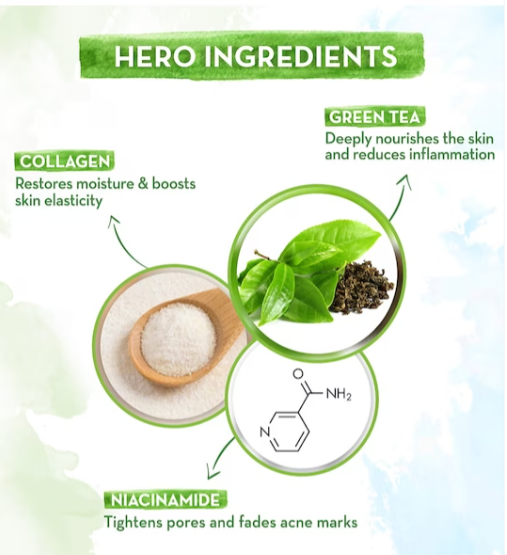 HERO INGREDIENTS
GREEN TEA
Deeply nourishes the skin
and reduces inflammation
COLLAGEN
Restores moisture & boosts
skin elasticity
O
NH₂
N
NIACINAMIDE
Tightens pores and fades acne marks